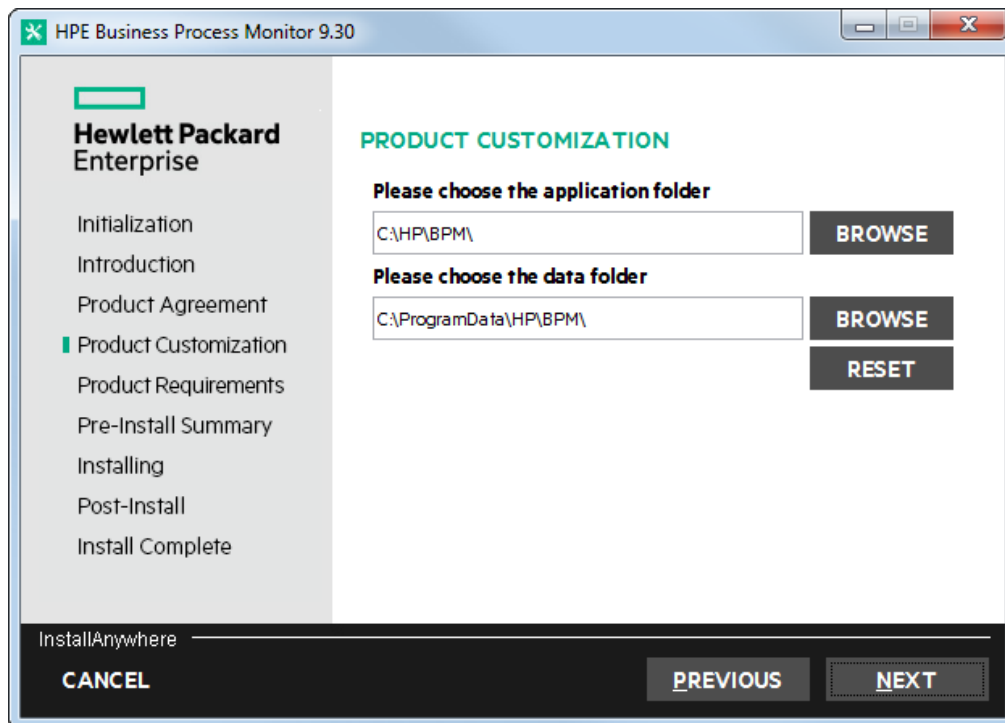 HPE Business Process Monitor 9.30
Hewlett Packard
Enterprise
Initialization
Introduction
Product Agreement
Product Customization
Product Requirements
Pre-Install Summary
Installing
Post-Install
Install Complete
PRODUCT CUSTOMIZATION
Please choose the application folder
C:\HP\BPM\
BROWSE
Please choose the data folder
C:\ProgramData\HP\BPM\
BROWSE
RESET
InstallAnywhere
CANCEL
PREVIOUS
NEXT